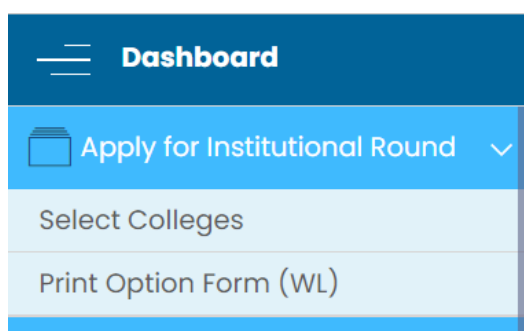 Dashboard
Apply for Institutional Round
Select Colleges
Print Option Form (WL)